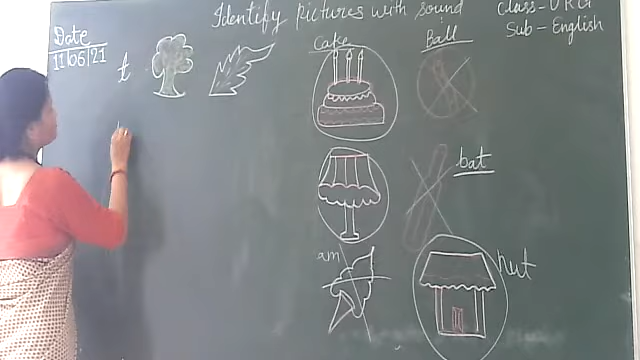 Identify pictures with sound
Class-UKG
Sub-English
Date
11/06/21
t
Cake
Ball
bat
am
hut